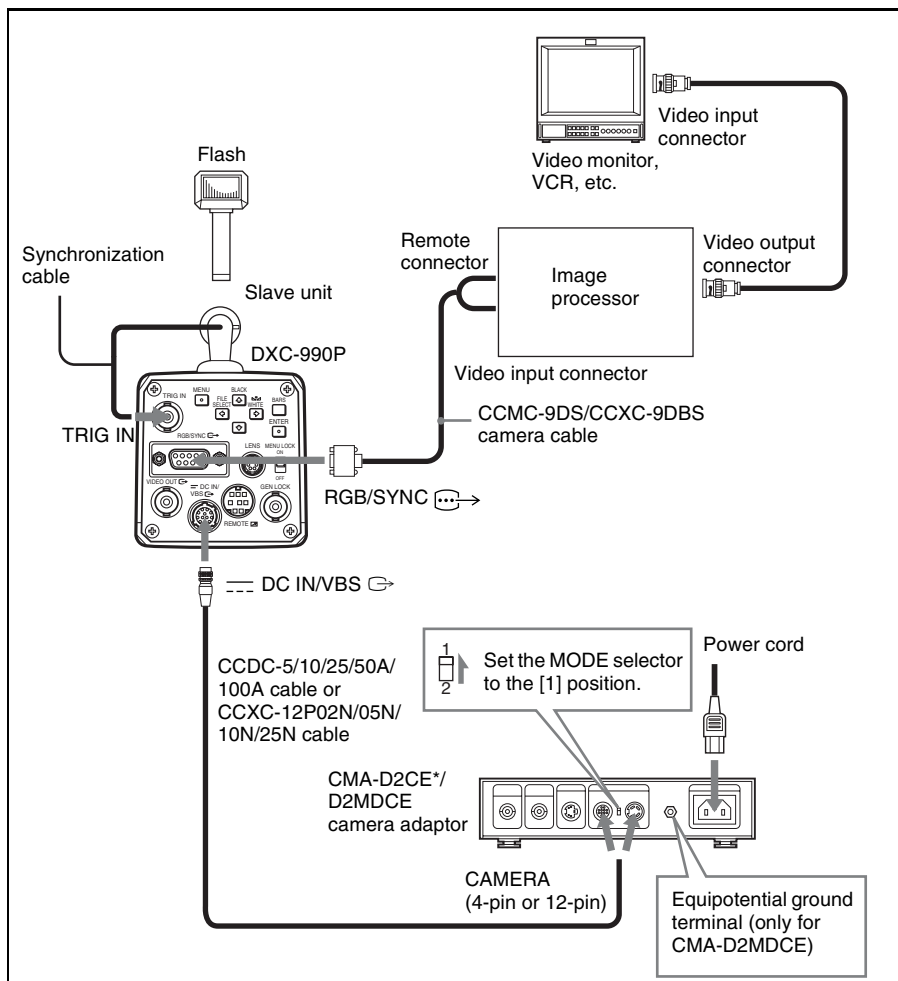 Video input
connector
Video monitor,
VCR, etc.
Flash
Synchronization
cable
Slave unit
DXC-990P
Remote
connector
Image
processor
Video output
connector
Video input connector
CCMC-9DS/CCXC-9DBS
camera cable
TRIG IN
TRIG IN
MENU
BLACK
FILE
SELECT
WHITE
BARS
ENTER
RGB/SYNC
LENS
MENU LOCK
ON
OFF
VIDEO OUT
DC IN/
VBS
REMOTE
GEN LOCK
RGB/SYNC
DC IN/VBS
CCDC-5/10/25/50A/
100A cable or
CCXC-12P02N/05N/
10N/25N cable
1
2
Set the MODE selector
to the [1] position.
Power cord
CMA-D2CE*/
D2MDCE
camera adaptor
CAMERA
(4-pin or 12-pin)
Equipotential ground
terminal (only for
CMA-D2MDCE)